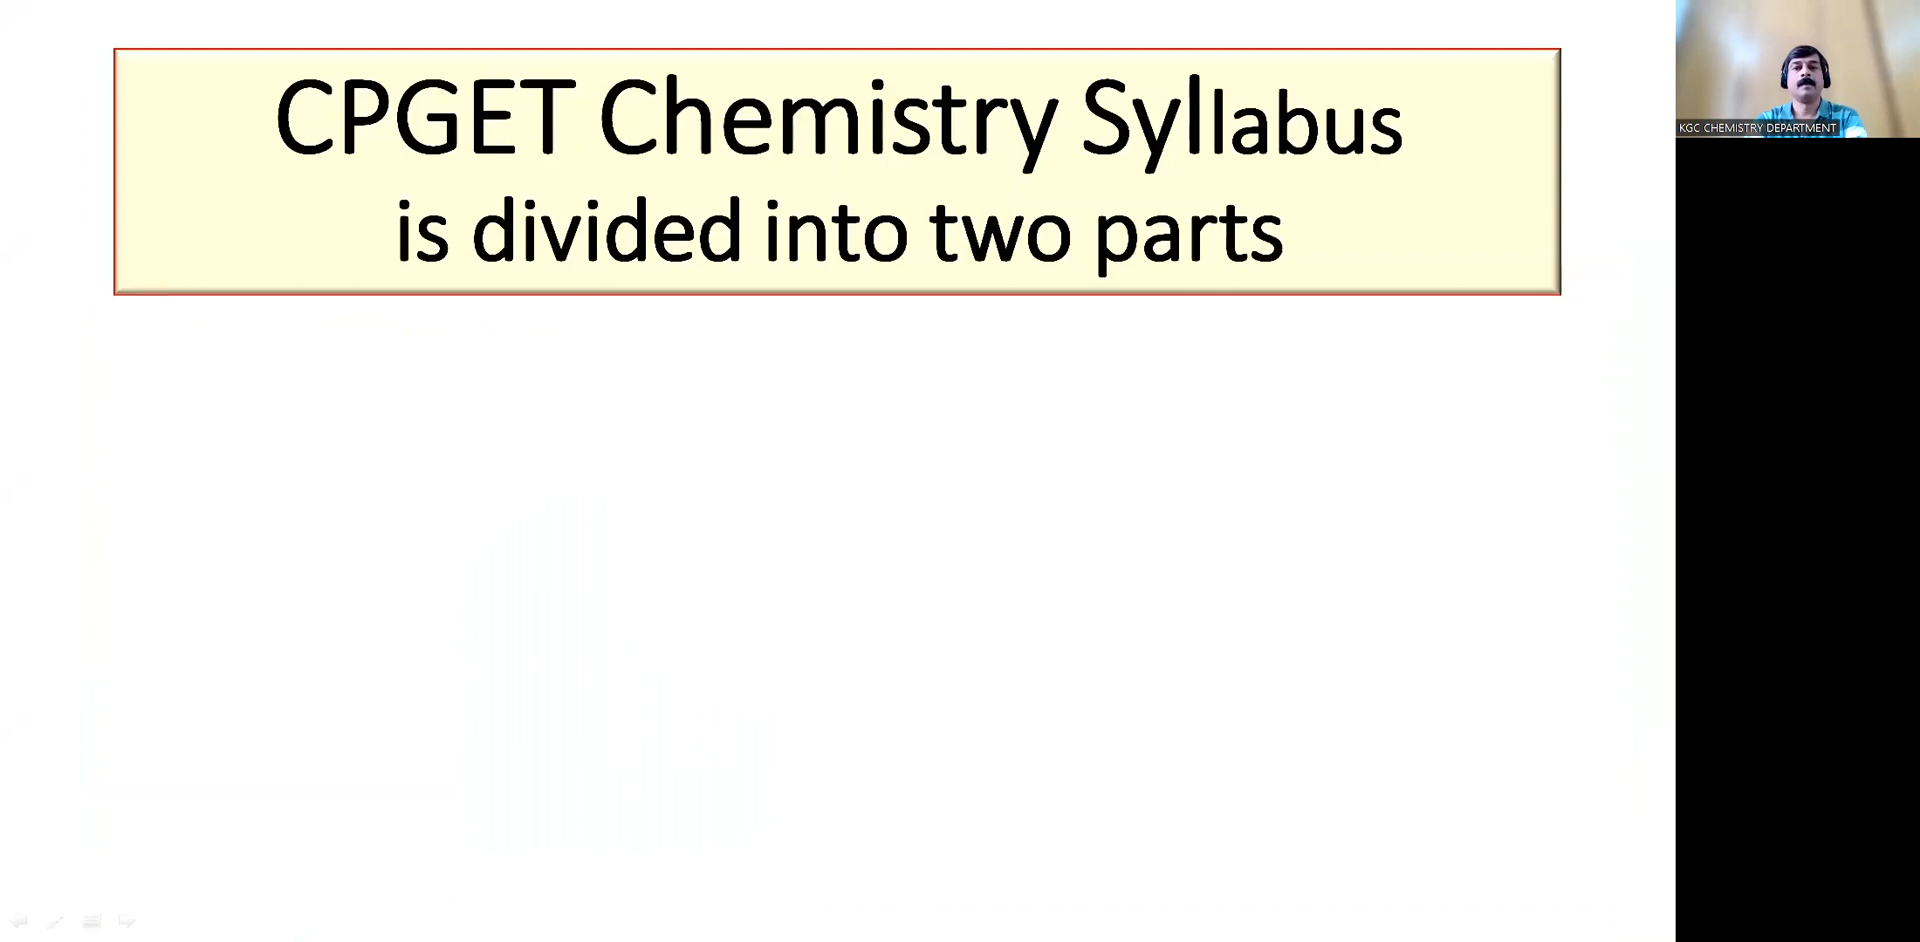 CPGET Chemistry Syllabus
is divided into two parts
KGC CHEMISTRY DEPARTMENT